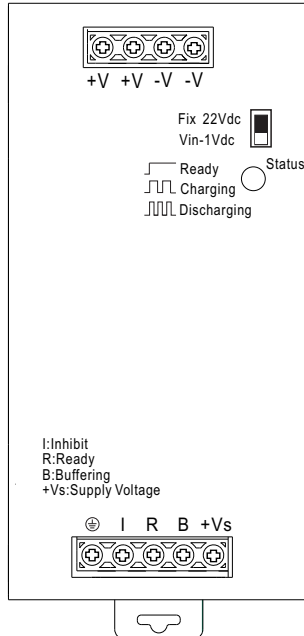 +V +V -V -V
Fix 22Vdc
Vin-1Vdc
Status
Ready
Charging
Discharging
I:Inhibit
R:Ready
B:Buffering
+Vs:Supply Voltage
I R B +Vs